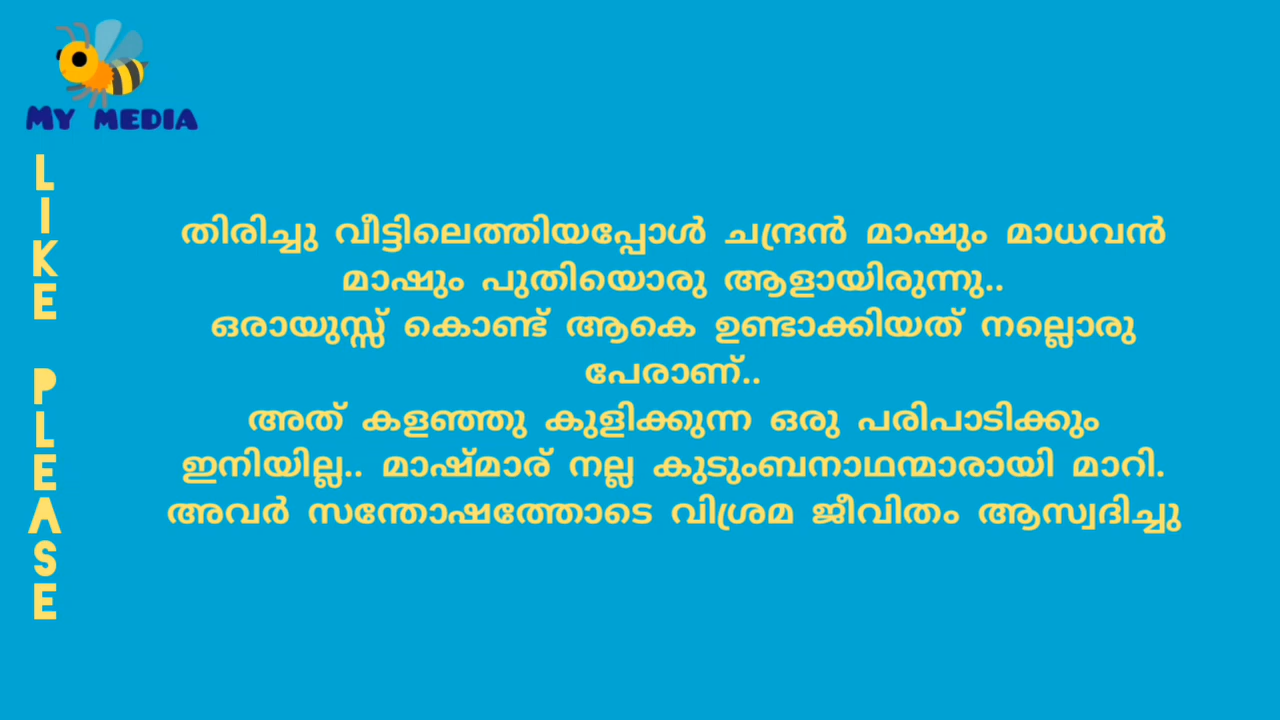 My media
LIKE PLEASE
തിരിച്ചു വീട്ടിലെത്തിയപ്പോൾ ചന്ദ്രൻ മാഷും മാധവൻ
മാഷും പുതിയൊരു ആളായിരുന്നു..
ഒരായുസ്സ് കൊണ്ട് ആകെ ഉണ്ടാക്കിയത് നല്ലൊരു
പേരാണ്..
അത് കളഞ്ഞു കുളിക്കുന്ന ഒരു പരിപാടിക്കും
ഇനിയില്ല.. മാഷ്മാര് നല്ല കുടുംബനാഥന്മാരായി മാറി.
അവർ സന്തോഷത്തോടെ വിശ്രമ ജീവിതം ആസ്വദിച്ചു